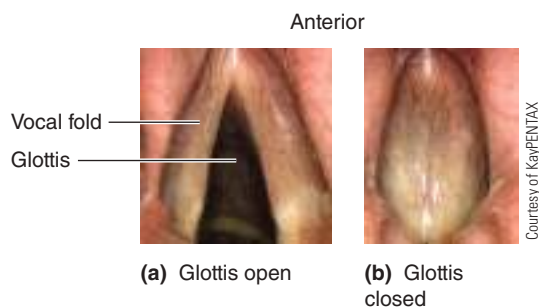 Anterior
Vocal fold
Glottis
(a) Glottis open
(b) Glottis
closed
Courtesy of KayPENTAX